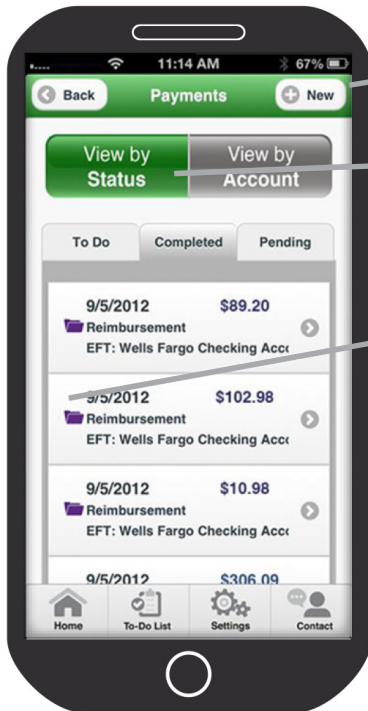 11:14 AM 67%
Back Payments New
View by Status View by Account
To Do Completed Pending
9/5/2012 $89.20
Reimbursement
EFT: Wells Fargo Checking Acc
9/5/2012 $102.98
Reimbursement
EFT: Wells Fargo Checking Acc
9/5/2012 $10.98
Reimbursement
EFT: Wells Fargo Checking Acc
9/5/2012 $306.09
Home To-Do List Settings Contact